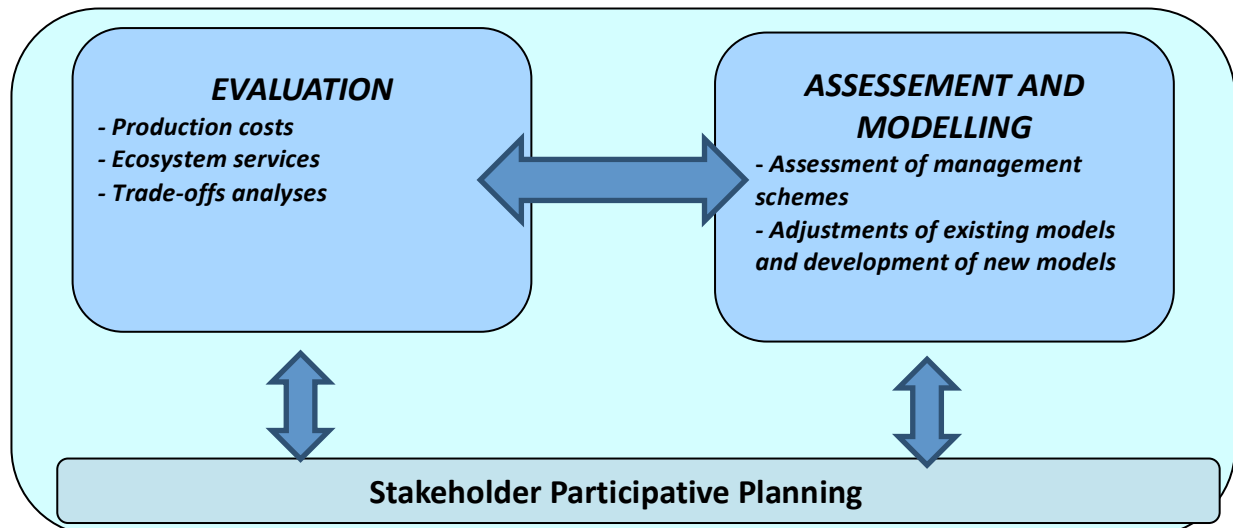 EVALUATION
- Production costs
- Ecosystem services
- Trade-offs analyses
ASSESSEMENT AND
MODELLING
- Assessment of management
schemes
- Adjustments of existing models
and development of new models
Stakeholder Participative Planning